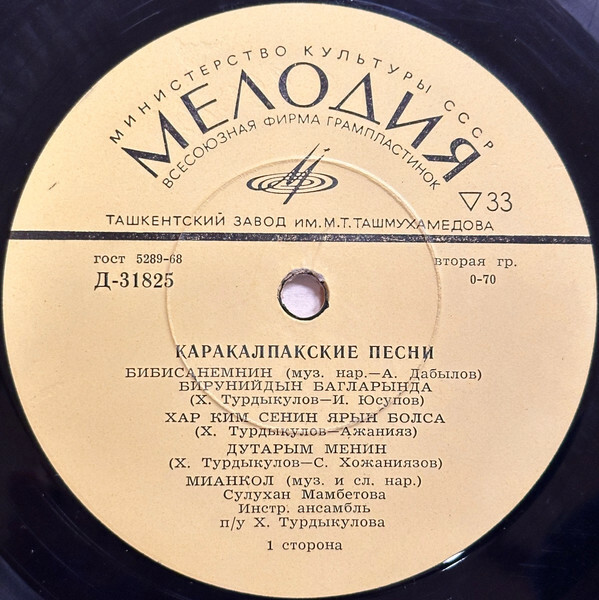 МИНИСТЕРСТВО КУЛЬТУРЫ СССР
МЕЛОДИЯ
ВСЕСОЮЗНАЯ ФИРМА ГРАМПЛАСТИНОК
33
ТАШКЕНТСКИЙ ЗАВОД ИМ. М.Т. ТАШМУХАМЕДОВА
гост 5289-68
вторая гр.
Д-31825
0-70
ҚАРАҚАЛПАҚСКИЕ ПЕСНИ
БИБИСАНЕМНИН (муз. нар.—А. Дабылов)
БИРУНИЙДЫН БАГЛАРЫНДА
(Х. Турдыкулов—И. Юсупов)
ХАР КИМ СЕНИН ЯРЫН БОЛСА
(Х. Турдыкулов—Ажанияз)
ДУТАРЫМ МЕНИН
(Х. Турдыкулов—С. Хожаниязов)
МИАНКОЛ (муз. и сл. нар.)
Сулухан Мамбетова
Инстр. ансамбль
п/у Х. Турдыкулова
1 сторона